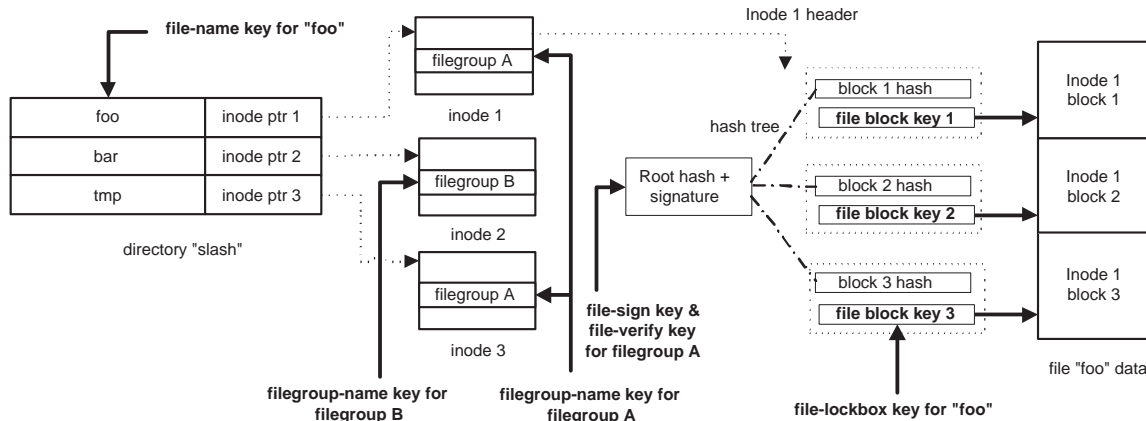 file-name key for "foo"
foo
inode ptr 1
bar
inode ptr 2
tmp
inode ptr 3
directory "slash"
filegroup A
inode 1
filegroup B
inode 2
filegroup A
inode 3
filegroup-name key for
filegroup B
filegroup-name key for
filegroup A
Inode 1 header
hash tree
Root hash +
signature
file-sign key &
file-verify key
for filegroup A
block 1 hash
file block key 1
block 2 hash
file block key 2
block 3 hash
file block key 3
file-lockbox key for "foo"
Inode 1
block 1
Inode 1
block 2
Inode 1
block 3
file "foo" data